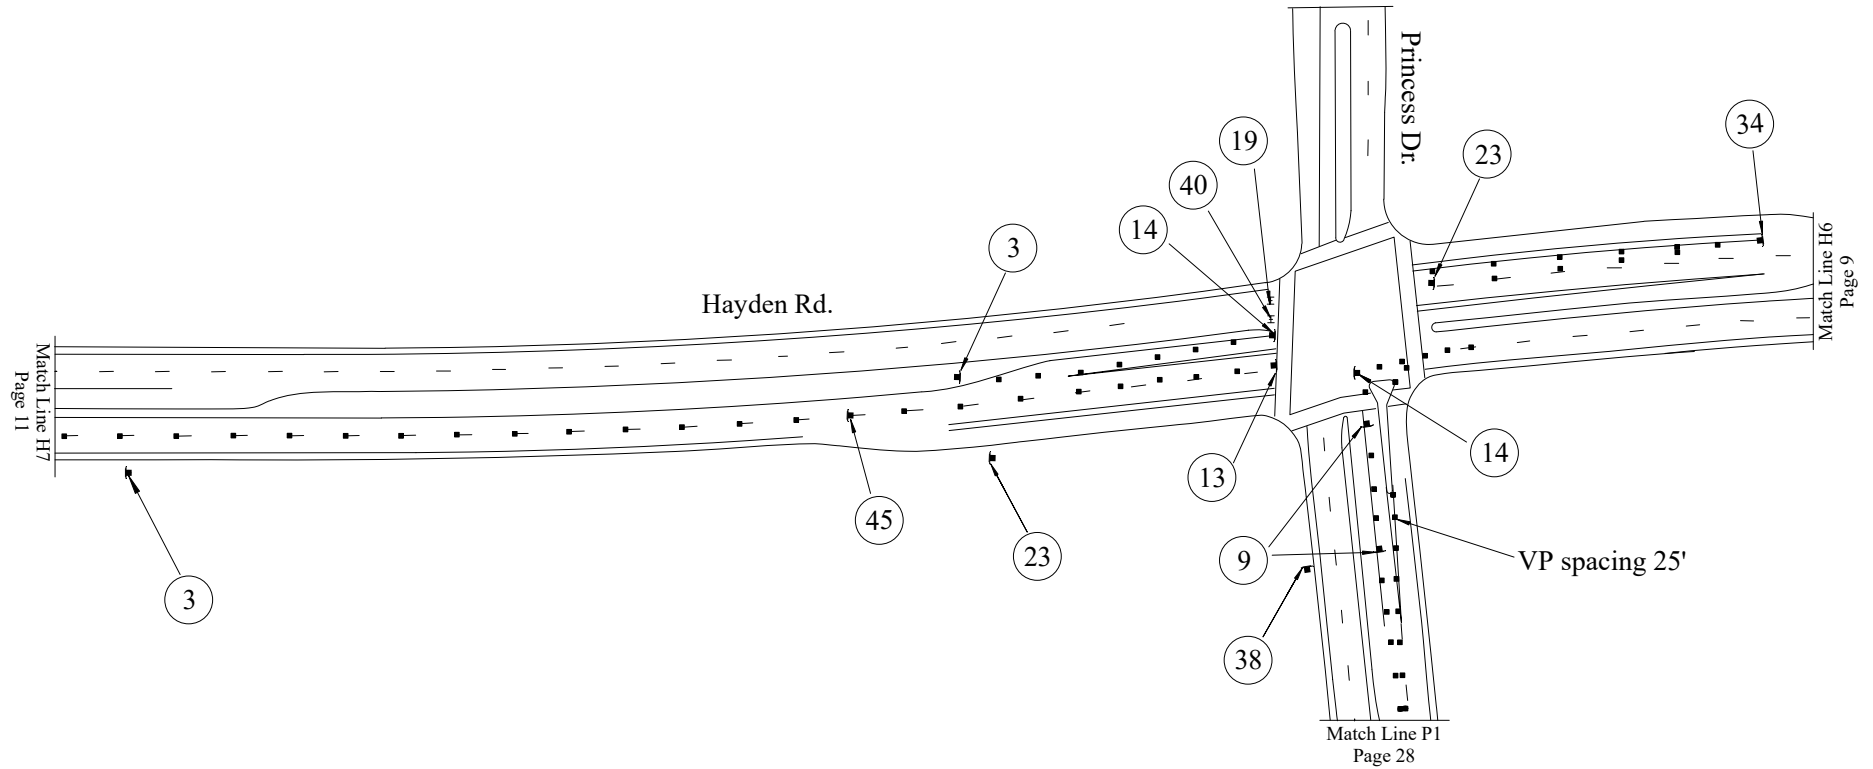 Princess Dr.
34
19
23
40
14
3
Hayden Rd.
Match Line H6
Page 9
Match Line H7
Page 11
14
13
45
23
9
VP spacing 25'
3
38
Match Line P1
Page 28